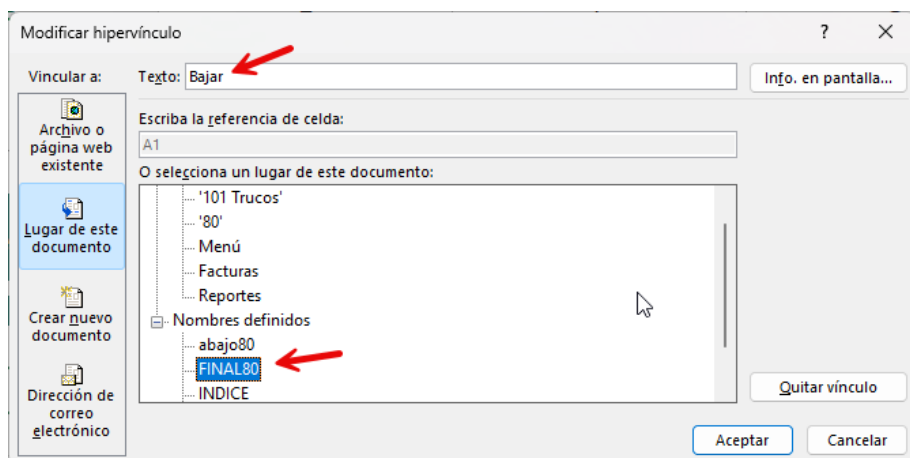 Modificar hipervínculo
?
Vincular a:
Texto: Bajar
Info. en pantalla...
Archivo o
página web
existente
Escriba la referencia de celda:
A1
O selecciona un lugar de este documento:
'101 Trucos'
'80'
Menú
Facturas
Reportes
Nombres definidos
abajo80
FINAL80
INDICE
Lugar de este
documento
Crear nuevo
documento
Dirección de
correo
electrónico
Quitar vínculo
Aceptar
Cancelar